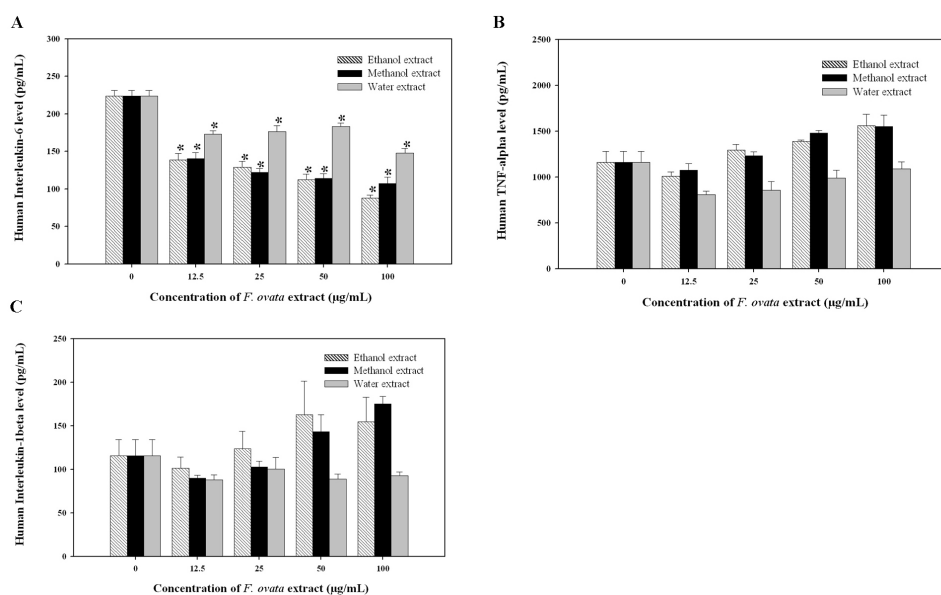 A
Human Interleukin-6 level (pg/mL)
300
250
200
150
100
50
0
Ethanol extract
Methanol extract
Water extract
* * * * * * * * * * * *
0 12.5 25 50 100
Concentration of F. ovata extract (µg/mL)
B
Human TNF-alpha level (pg/mL)
2500
2000
1500
1000
500
0
Ethanol extract
Methanol extract
Water extract
0 12.5 25 50 100
Concentration of F. ovata extract (µg/mL)
C
Human Interleukin-1beta level (pg/mL)
250
200
150
100
50
0
Ethanol extract
Methanol extract
Water extract
0 12.5 25 50 100
Concentration of F. ovata extract (µg/mL)